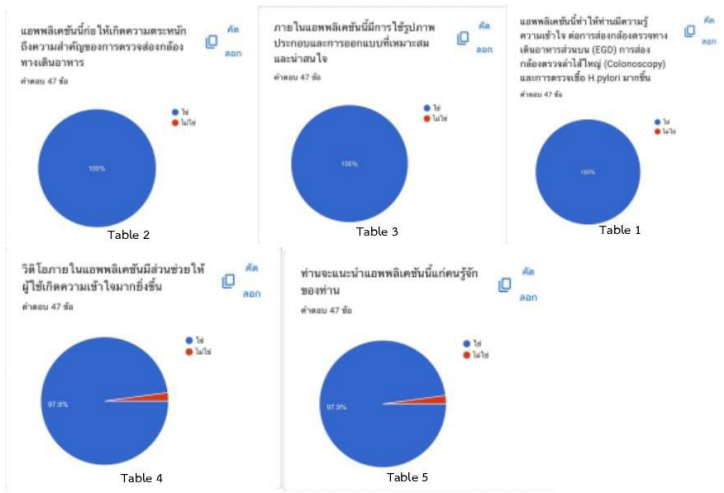 แอพพลิเคชันนี้ก่อให้เกิดความตระหนัก
ถึงความสำคัญของการตรวจส่องกล้อง
ทางเดินอาหาร
คัด
ลอก
คำตอบ 47 ข้อ
ใช่
ไม่ใช่
100%
Table 2
ภายในแอพพลิเคชันนี้มีการใช้รูปภาพ
ประกอบและการออกแบบที่เหมาะสม
และน่าสนใจ
คัด
ลอก
คำตอบ 47 ข้อ
ใช่
ไม่ใช่
100%
Table 3
แอพพลิเคชันนี้ทำให้ท่านมีความรู้
ความเข้าใจ ต่อการส่องกล้องตรวจทาง
เดินอาหารส่วนบน (EGD) การส่อง
กล้องตรวจลำไส้ใหญ่ (Colonoscopy)
และการตรวจเชื้อ H.pylori มากขึ้น
คัด
ลอก
คำตอบ 47 ข้อ
ใช่
ไม่ใช่
100%
Table 1
วิดิโอภายในแอพพลิเคชันมีส่วนช่วยให้
ผู้ใช้เกิดความเข้าใจมากยิ่งขึ้น
คัด
ลอก
คำตอบ 47 ข้อ
ใช่
ไม่ใช่
97.9%
Table 4
ท่านจะแนะนำแอพพลิเคชันนี้แก่คนรู้จัก
ของท่าน
คัด
ลอก
คำตอบ 47 ข้อ
ใช่
ไม่ใช่
97.9%
Table 5